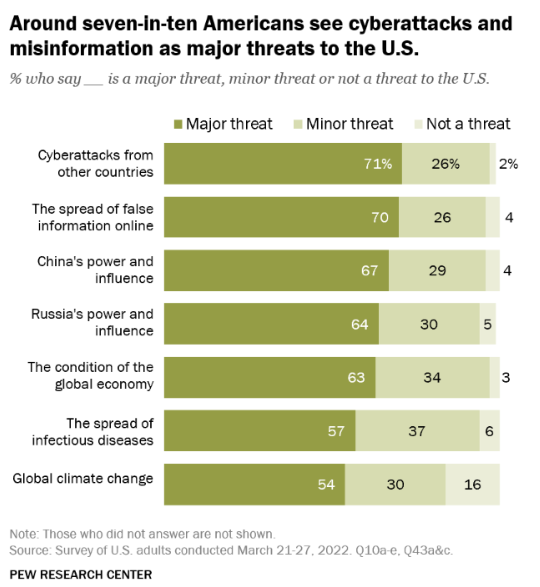 Around seven-in-ten Americans see cyberattacks and
misinformation as major threats to the U.S.
% who say __ is a major threat, minor threat or not a threat to the U.S.
Major threat Minor threat Not a threat
Cyberattacks from
other countries
71% 26% 2%
The spread of false
information online
70 26 4
China's power and
influence
67 29 4
Russia's power and
influence
64 30 5
The condition of the
global economy
63 34 3
The spread of
infectious diseases
57 37 6
Global climate change
54 30 16
Note: Those who did not answer are not shown.
Source: Survey of U.S. adults conducted March 21-27, 2022. Q10a-e, Q43a&c.
PEW RESEARCH CENTER